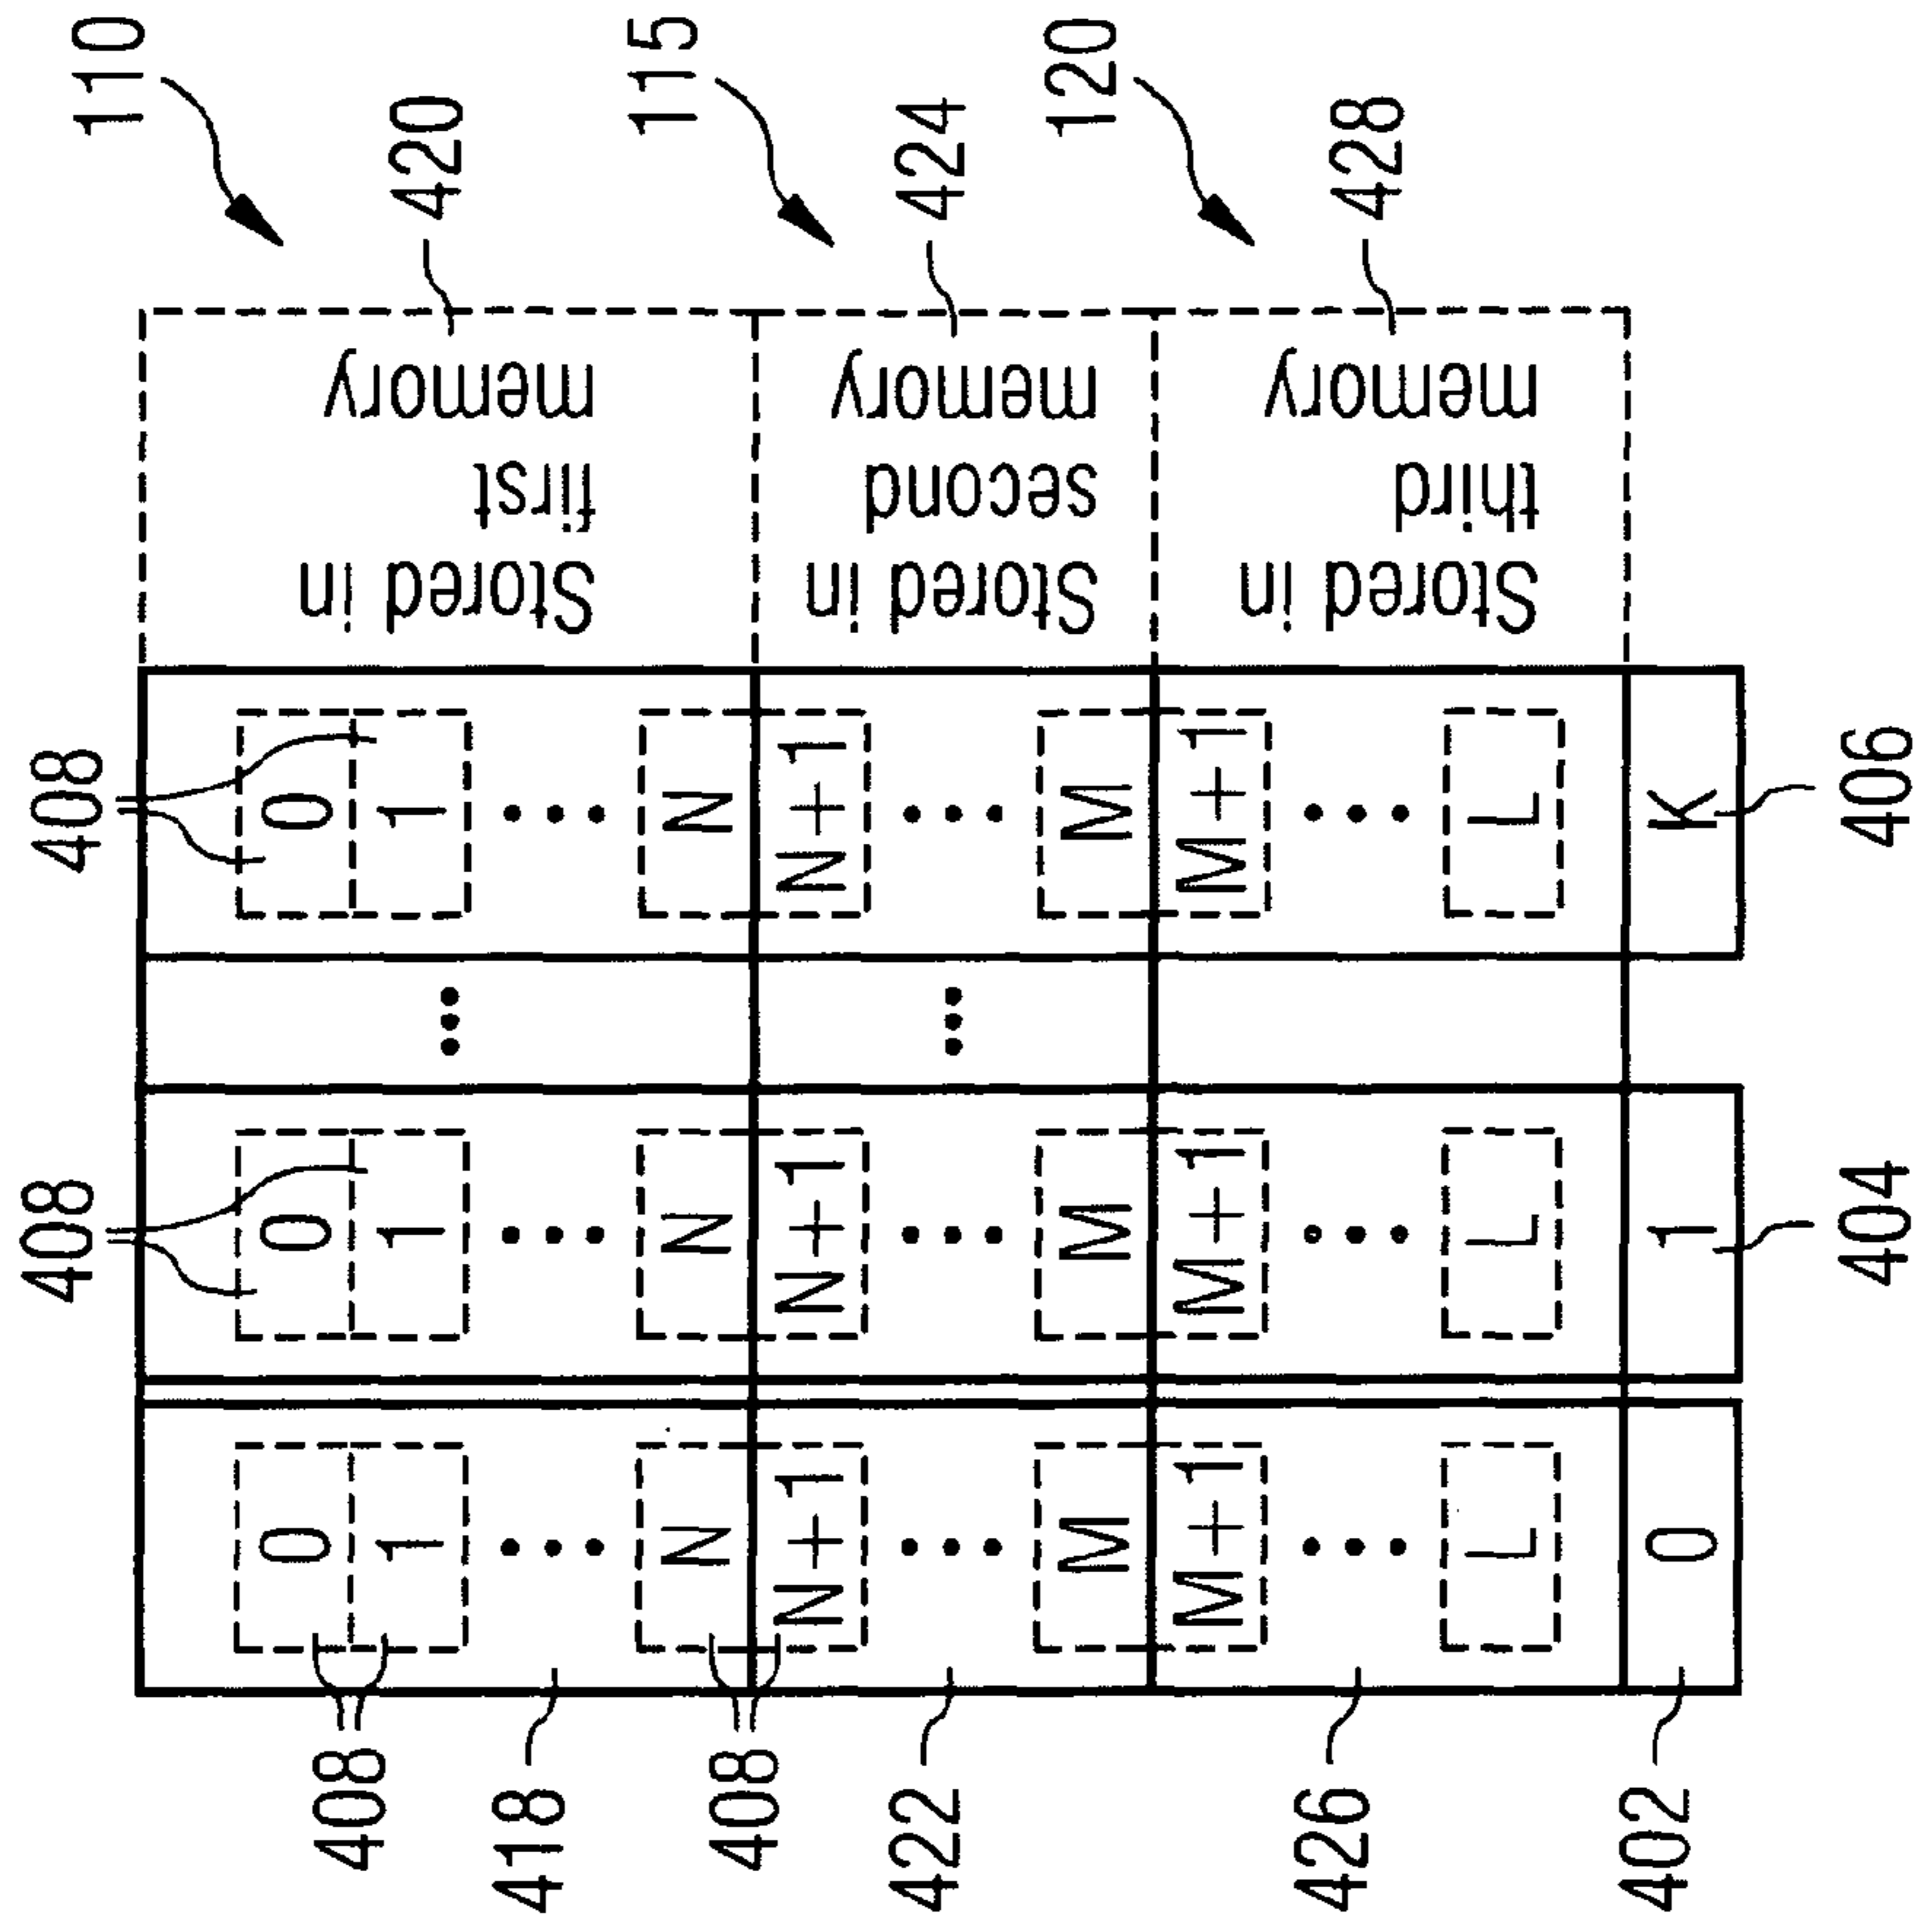 110
115
120
420
424
428
Stored in
first
memory
Stored in
second
memory
Stored in
third
memory
408
0
1
N
N+1
M
M+1
L
K
406
408
0
1
N
N+1
M
M+1
L
1
404
0
1
N
N+1
M
M+1
L
0
408
418
408
422
426
402